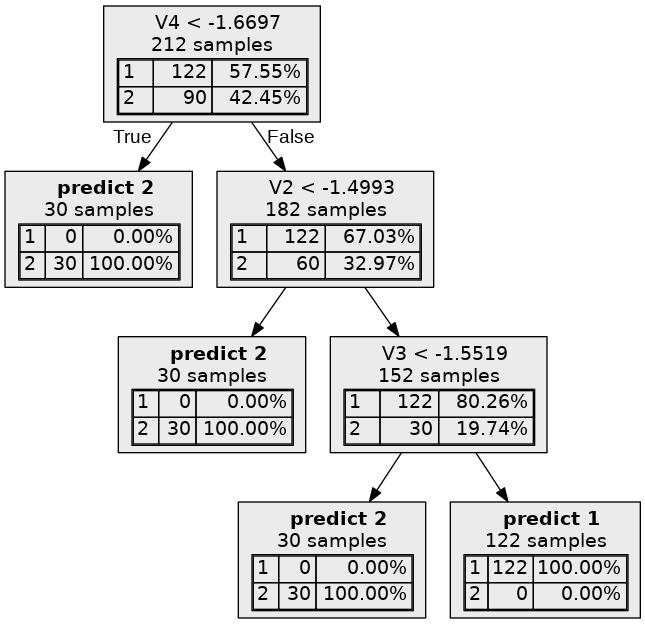 V4 < -1.6697
212 samples
1 122 57.55%
2 90 42.45%
True False
predict 2
30 samples
1 0 0.00%
2 30 100.00%
V2 < -1.4993
182 samples
1 122 67.03%
2 60 32.97%
predict 2
30 samples
1 0 0.00%
2 30 100.00%
V3 < -1.5519
152 samples
1 122 80.26%
2 30 19.74%
predict 2
30 samples
1 0 0.00%
2 30 100.00%
predict 1
122 samples
1 122 100.00%
2 0 0.00%